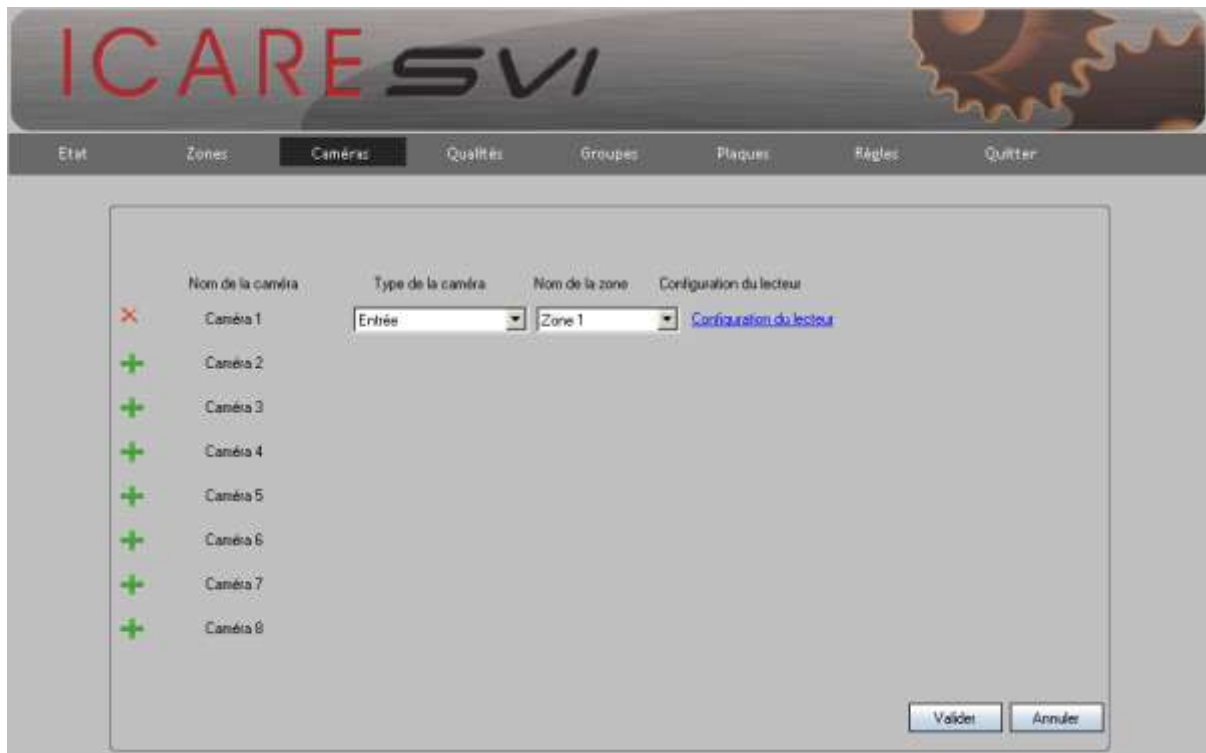 ICARE SVI
Etat Zones Caméras Qualités Groupes Plaques Règles Quitter
Nom de la caméra Type de la caméra Nom de la zone Configuration du lecteur
Caméra 1 Entrée Zone 1 Configuration du lecteur
Caméra 2
Caméra 3
Caméra 4
Caméra 5
Caméra 6
Caméra 7
Caméra 8
Valider Annuler